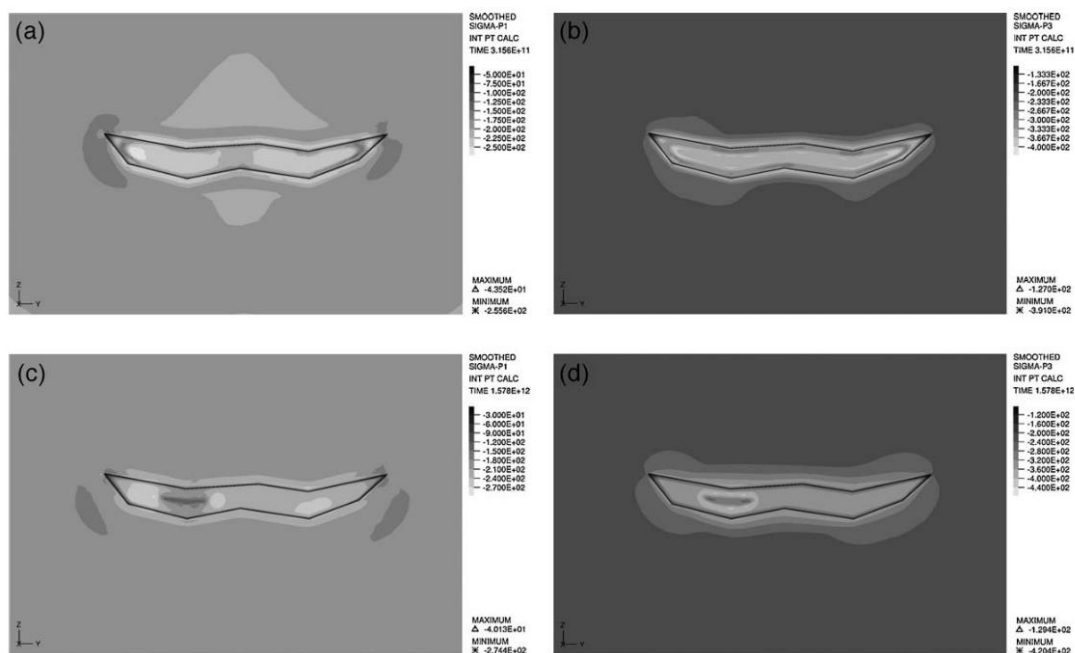 (a)
SMOOTHED
SIGMA-P1
INT PT CALC
TIME 3.156E+11
-5.000E+01
-7.500E+01
-1.000E+02
-1.250E+02
-1.500E+02
-1.750E+02
-2.000E+02
-2.250E+02
-2.500E+02
MAXIMUM
Δ -4.352E+01
MINIMUM
✳ -2.556E+02
Z
X Y
(b)
SMOOTHED
SIGMA-P3
INT PT CALC
TIME 3.156E+11
-1.333E+02
-1.667E+02
-2.000E+02
-2.333E+02
-2.667E+02
-3.000E+02
-3.333E+02
-3.667E+02
-4.000E+02
MAXIMUM
Δ -1.270E+02
MINIMUM
✳ -3.910E+02
Z
X Y
(c)
SMOOTHED
SIGMA-P1
INT PT CALC
TIME 1.578E+12
-3.000E+01
-6.000E+01
-9.000E+01
-1.200E+02
-1.500E+02
-1.800E+02
-2.100E+02
-2.400E+02
-2.700E+02
MAXIMUM
Δ -4.013E+01
MINIMUM
✳ -2.744E+02
Z
X Y
(d)
SMOOTHED
SIGMA-P3
INT PT CALC
TIME 1.578E+12
-1.200E+02
-1.600E+02
-2.000E+02
-2.400E+02
-2.800E+02
-3.200E+02
-3.600E+02
-4.000E+02
-4.400E+02
MAXIMUM
Δ -1.294E+02
MINIMUM
✳ -4.204E+02
Z
X Y